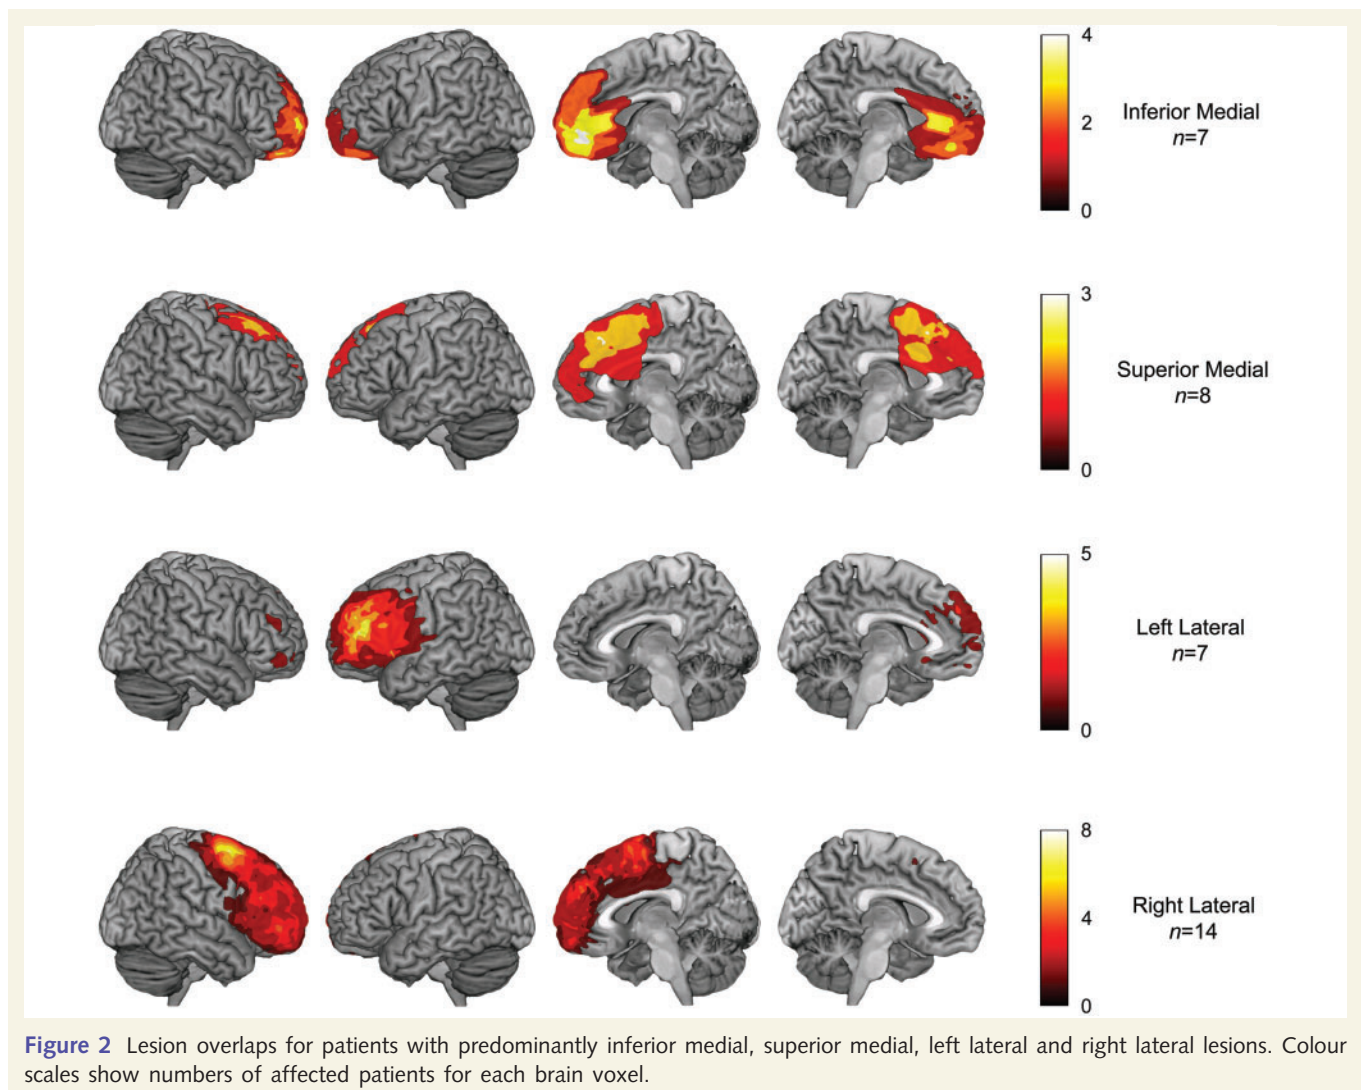 4
2
0
Inferior Medial
n=7
3
0
Superior Medial
n=8
5
0
Left Lateral
n=7
8
4
0
Right Lateral
n=14
Figure 2 Lesion overlaps for patients with predominantly inferior medial, superior medial, left lateral and right lateral lesions. Colour
scales show numbers of affected patients for each brain voxel.